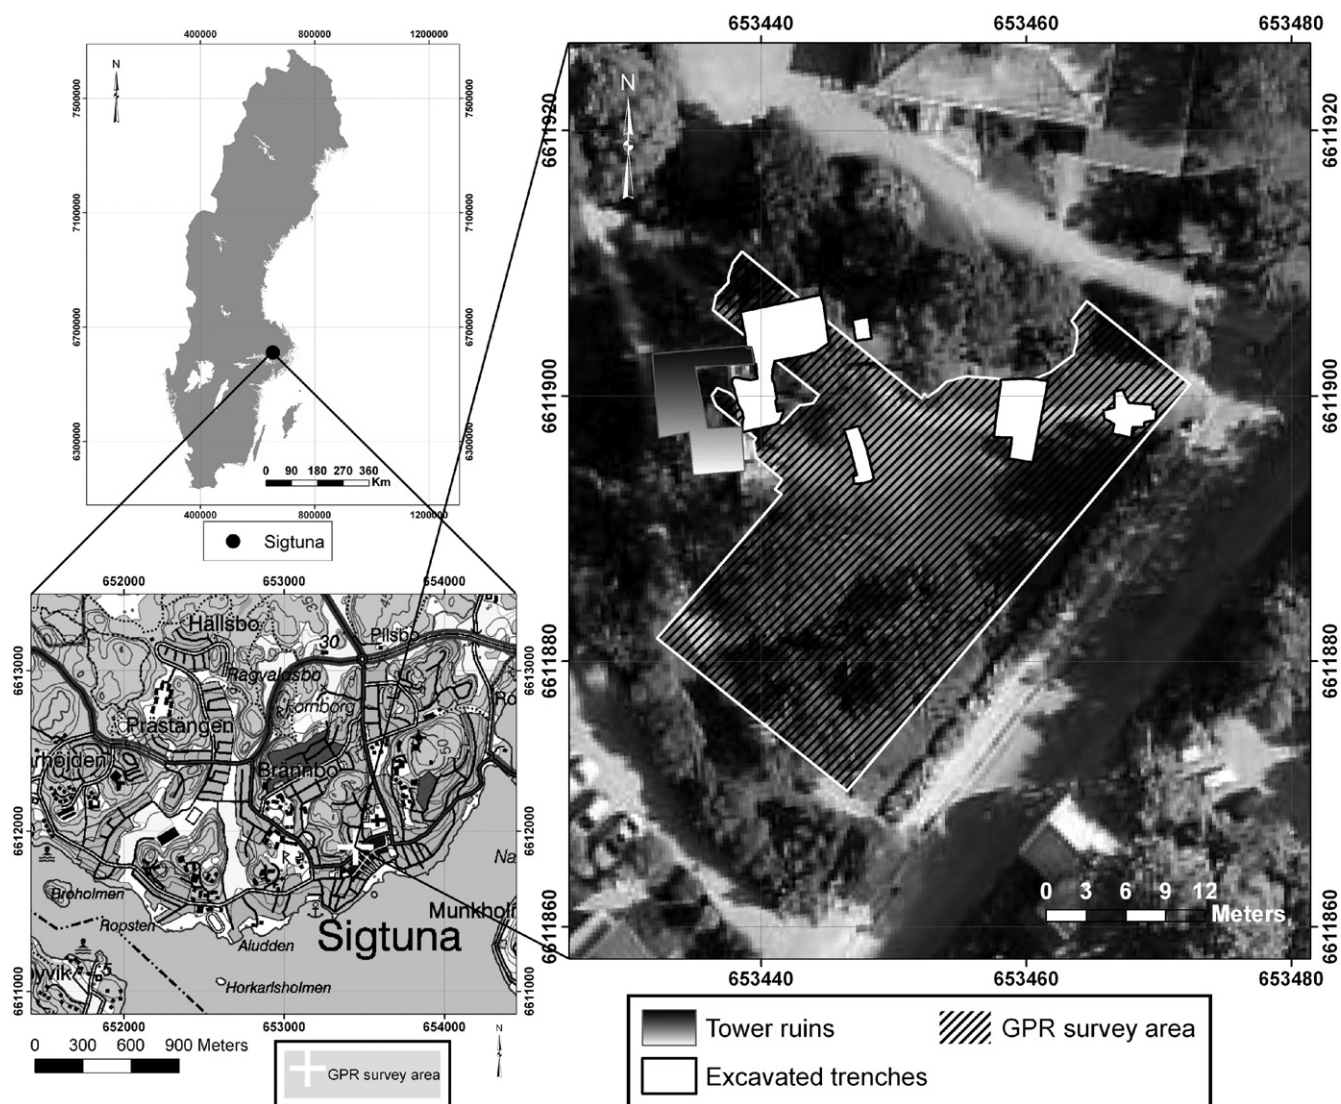 400000 800000 1200000
N
7500000 7500000
7100000 7100000
6700000 6700000
6300000 6300000
0 90 180 270 360
Km
400000 800000 1200000
Sigtuna
652000 653000 654000
Hällsbo
30
Pilsbo
Ragvaldsbo
6613000 6613000
Fornborg
Prästängen
Brännbo
6612000 6612000
Na
Broholmen
Ropsten
Munkholm
Sigtuna
Aludden
Horkarlsholmen
6611000 6611000
652000 653000 654000
0 300 600 900 Meters
N
GPR survey area
653440 653460 653480
N
6611920 6611920
6611900 6611900
6611880 6611880
0 3 6 9 12
Meters
6611860 6611860
653440 653460 653480
Tower ruins
GPR survey area
Excavated trenches